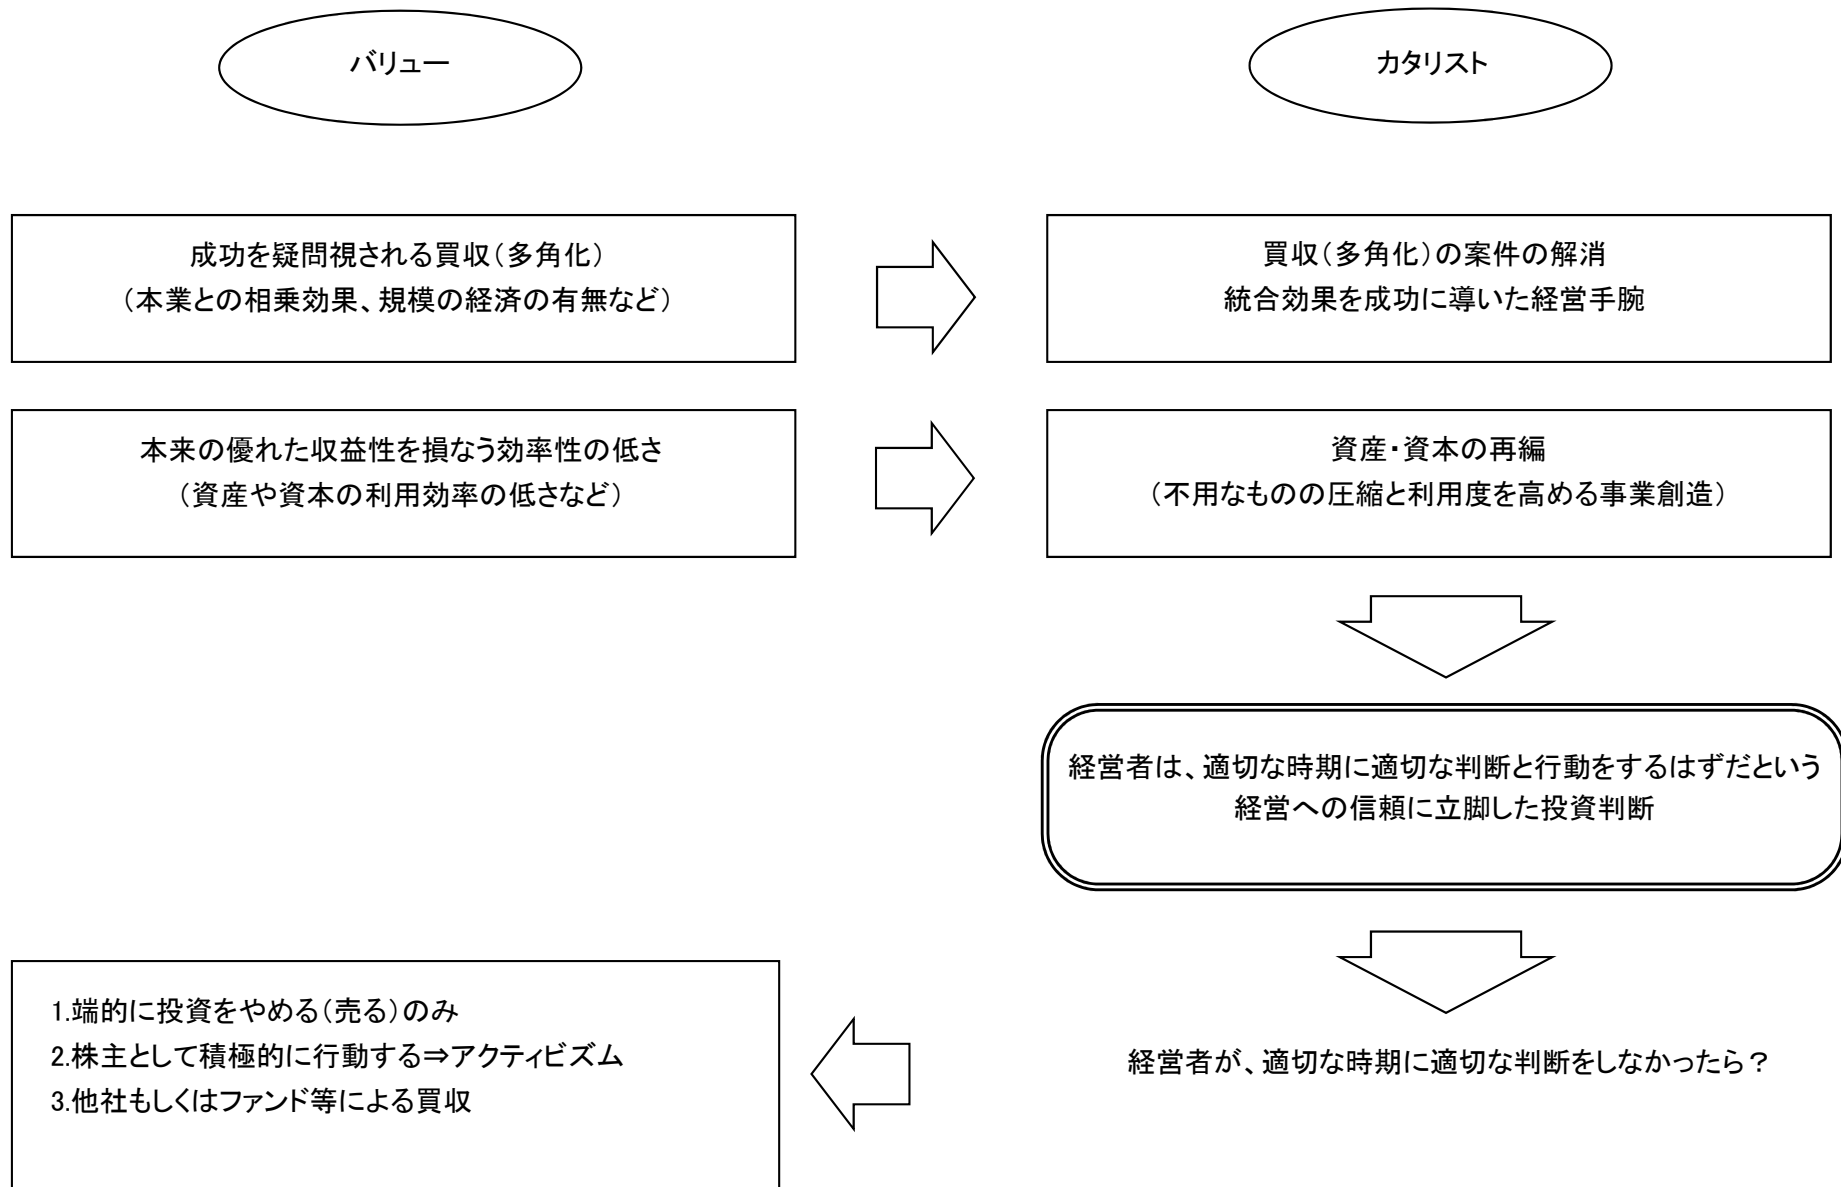 バリュー
カタリスト
成功を疑問視される買収(多角化)
(本業との相乗効果、規模の経済の有無など)
買収(多角化)の案件の解消
統合効果を成功に導いた経営手腕
本来の優れた収益性を損なう効率性の低さ
(資産や資本の利用効率の低さなど)
資産・資本の再編
(不用なものの圧縮と利用度を高める事業創造)
経営者は、適切な時期に適切な判断と行動をするはずだという
経営への信頼に立脚した投資判断
経営者が、適切な時期に適切な判断をしなかったら?
1.端的に投資をやめる(売る)のみ
2.株主として積極的に行動する⇒アクティビズム
3.他社もしくはファンド等による買収